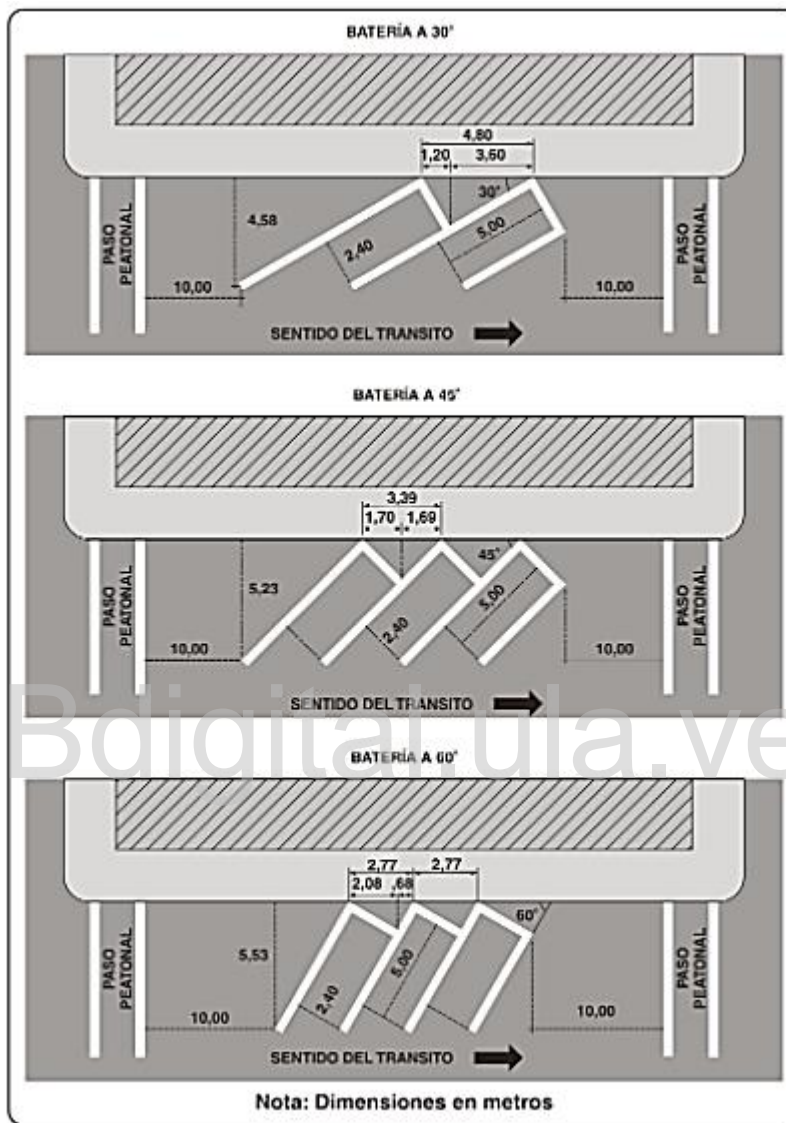 BATERÍA A 30°
4,80
1,20 3,60
30°
4,58
2,40
5,00
PASO
PEATONAL
PASO
PEATONAL
10,00
10,00
SENTIDO DEL TRANSITO
BATERÍA A 45°
3,39
1,70 1,69
45°
5,23
2,40
5,00
PASO
PEATONAL
PASO
PEATONAL
10,00
10,00
SENTIDO DEL TRANSITO
Bdigital.ula.ve
BATERÍA A 60°
2,77 2,77
2,08 ,68
60°
5,53
2,40
5,00
PASO
PEATONAL
PASO
PEATONAL
10,00
10,00
SENTIDO DEL TRANSITO
Nota: Dimensiones en metros